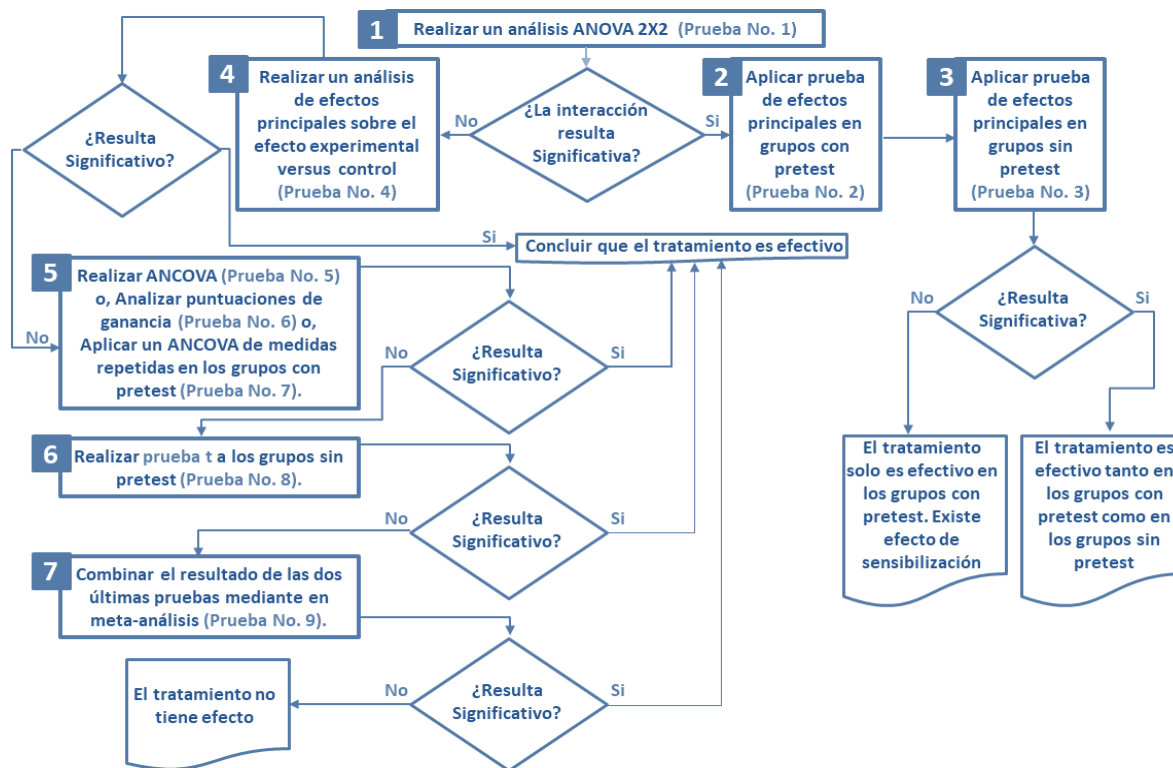 1
Realizar un análisis ANOVA 2X2 (Prueba No. 1)
¿La interacción
resulta
Significativa?
No
Si
2
Aplicar prueba
de efectos
principales en
grupos con
pretest
(Prueba No. 2)
3
Aplicar prueba
de efectos
principales en
grupos sin
pretest
(Prueba No. 3)
¿Resulta
Significativa?
No
Si
El tratamiento
solo es efectivo en
los grupos con
pretest. Existe
efecto de
sensibilización
El tratamiento es
efectivo tanto en
los grupos con
pretest como en
los grupos sin
pretest
4
Realizar un análisis
de efectos
principales sobre el
efecto experimental
versus control
(Prueba No. 4)
¿Resulta
Significativo?
Si
No
Concluir que el tratamiento es efectivo
5
Realizar ANCOVA (Prueba No. 5)
o, Analizar puntuaciones de
ganancia (Prueba No. 6) o,
Aplicar un ANCOVA de medidas
repetidas en los grupos con
pretest (Prueba No. 7).
¿Resulta
Significativo?
No
Si
6
Realizar prueba t a los grupos sin
pretest (Prueba No. 8).
¿Resulta
Significativo?
No
Si
7
Combinar el resultado de las dos
últimas pruebas mediante en
meta-análisis (Prueba No. 9).
¿Resulta
Significativo?
No
Si
El tratamiento no
tiene efecto